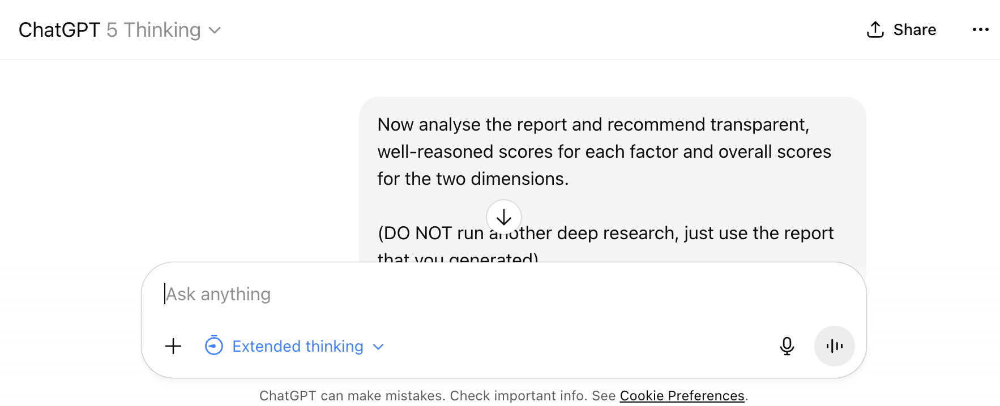 ChatGPT 5 Thinking
Share
Now analyse the report and recommend transparent,
well-reasoned scores for each factor and overall scores
for the two dimensions.
(DO NOT run another deep research, just use the report
that you generated)
Ask anything
Extended thinking
ChatGPT can make mistakes. Check important info. See Cookie Preferences.